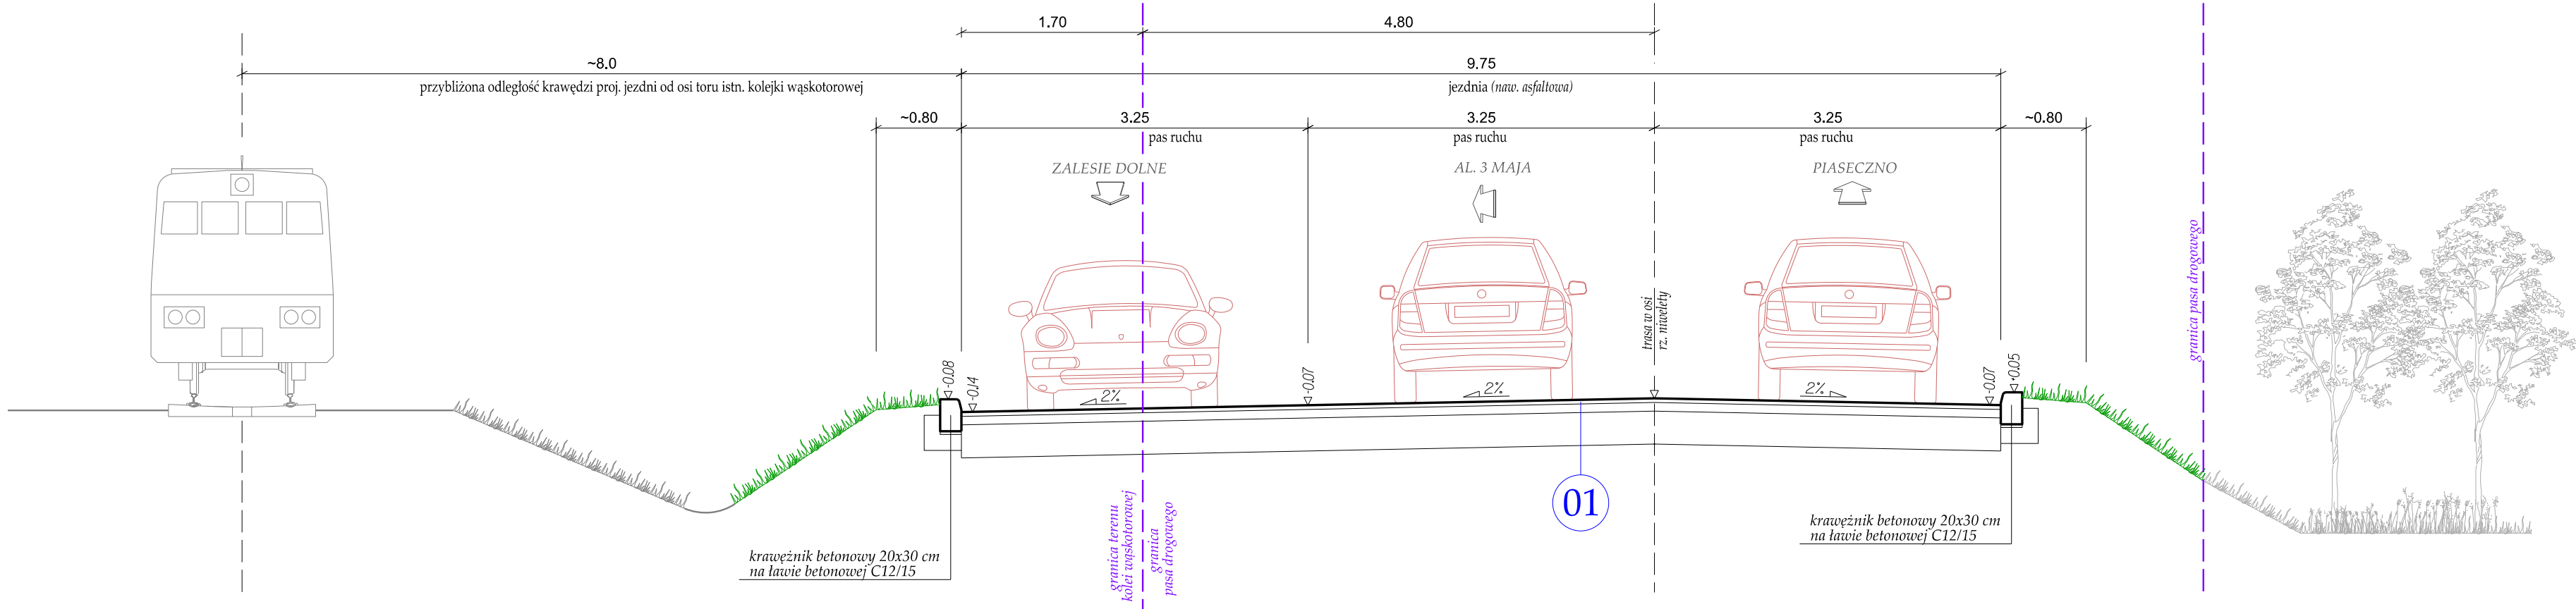 1.70
4.80
~8.0
9.75
przybliżona odległość krawędzi proj. jezdni od osi toru istn. kolejki wąskotorowej
jezdnia (naw. asfaltowa)
~0.80
3.25
3.25
3.25
~0.80
pas ruchu
pas ruchu
pas ruchu
ZALESIE DOLNE
AL. 3 MAJA
PIASECZNO
granica pasa drogowego
trasa w osi
rz. niwelety
-0.08
-0.14
-0.07
-0.07
+0.05
2%
2%
2%
01
granica terenu
kolei wąskotorowej
granica
pasa drogowego
krawężnik betonowy 20x30 cm
na ławie betonowej C12/15
krawężnik betonowy 20x30 cm
na ławie betonowej C12/15